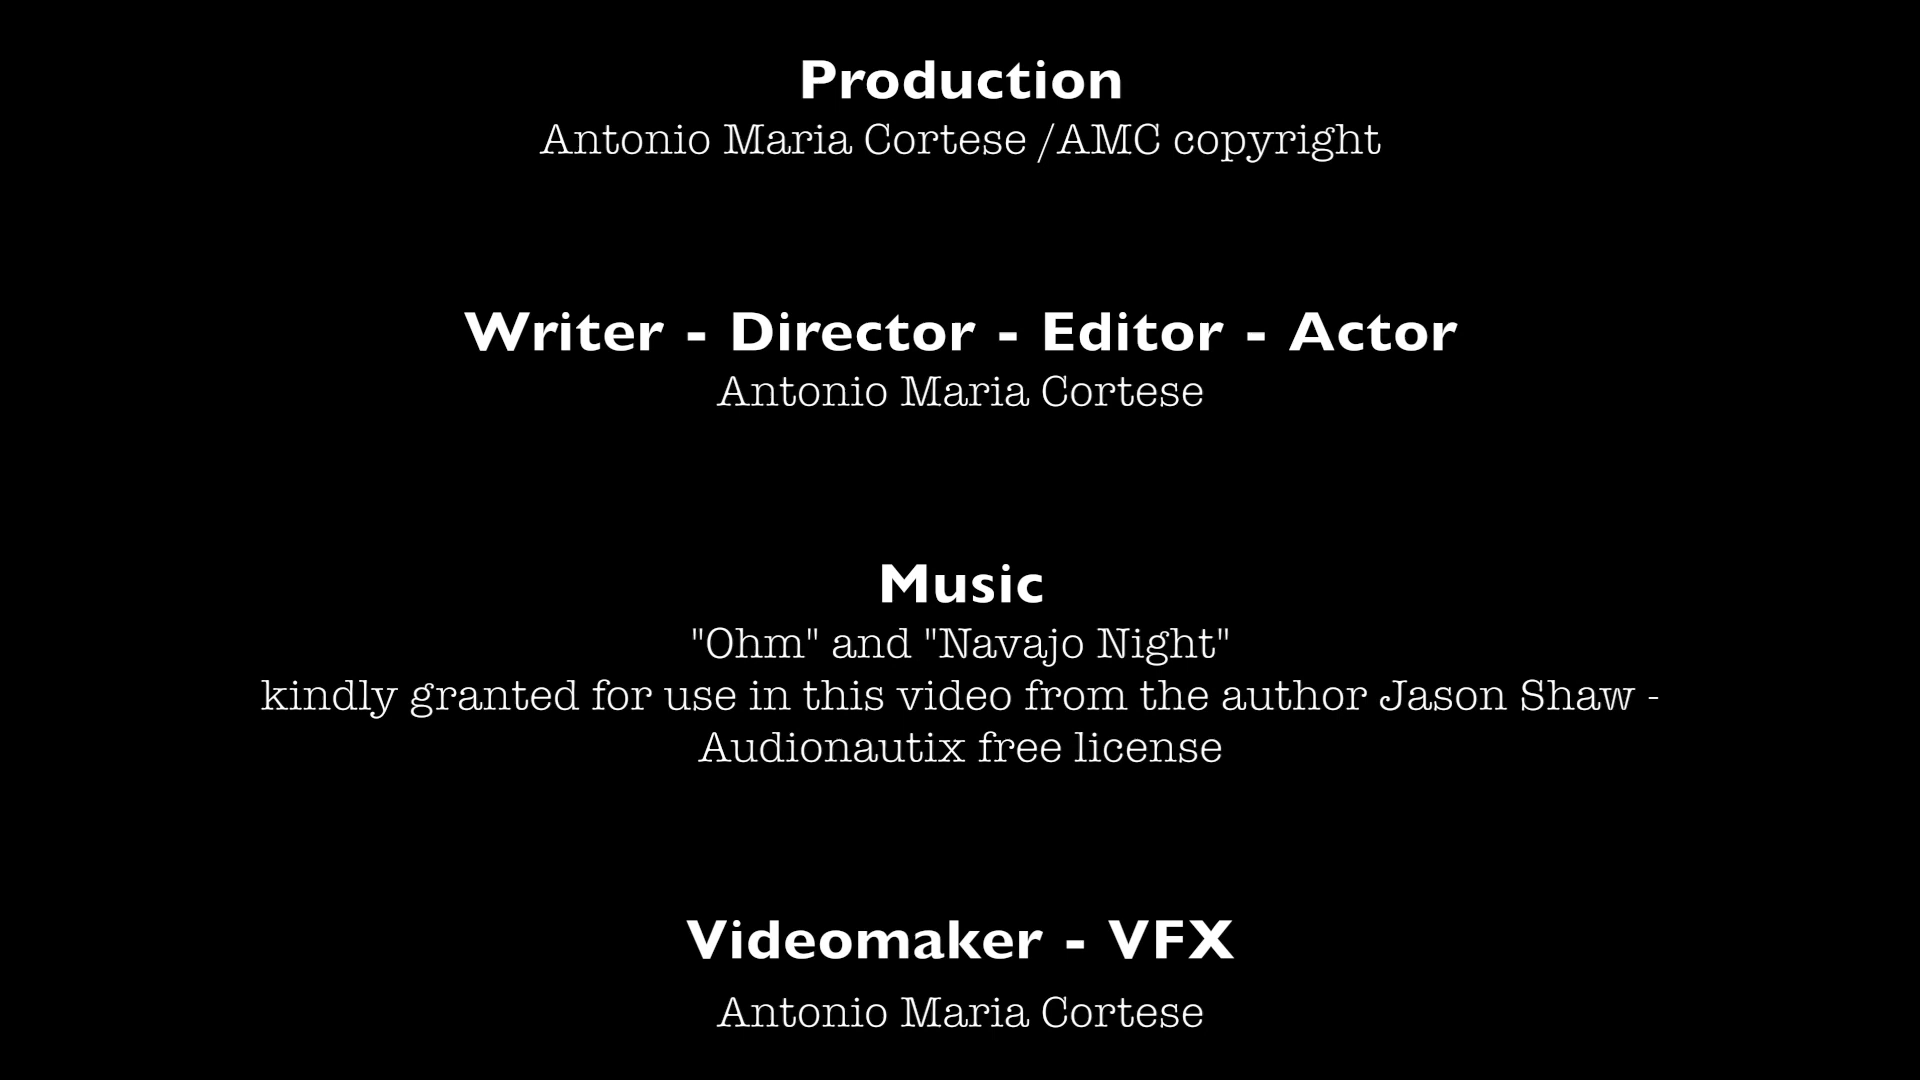 Production
Antonio Maria Cortese /AMC copyright
Writer - Director - Editor - Actor
Antonio Maria Cortese
Music
"Ohm" and "Navajo Night"
kindly granted for use in this video from the author Jason Shaw -
Audionautix free license
Videomaker - VFX
Antonio Maria Cortese